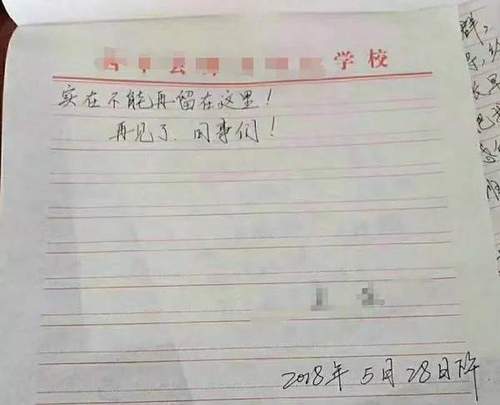 学校
实在不能再留在这里!
再见了.同事们!
2018年5月28日